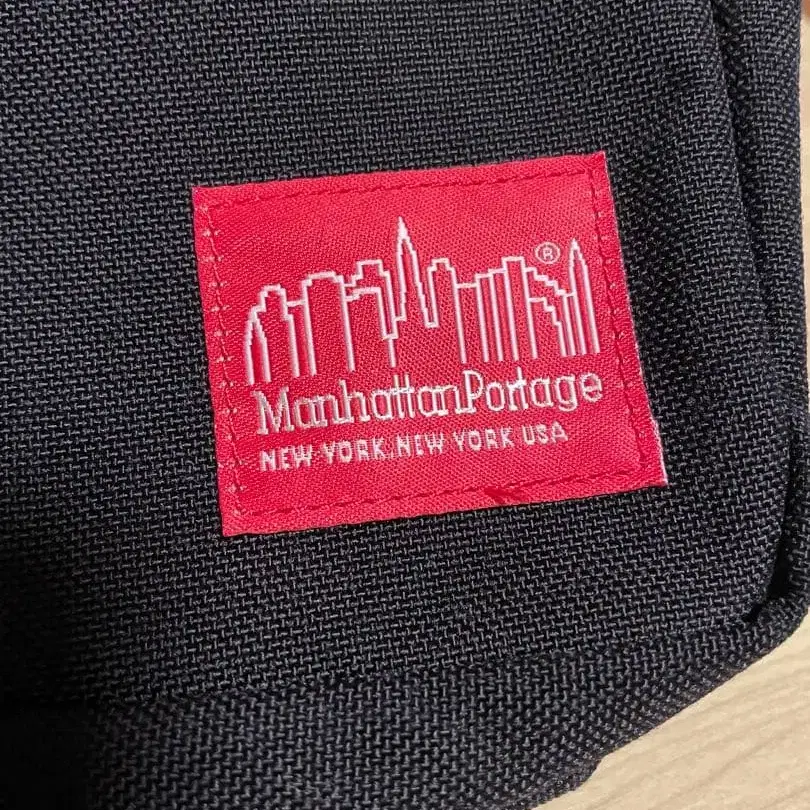 ®
ManhattanPortage
NEW YORK, NEW YORK USA